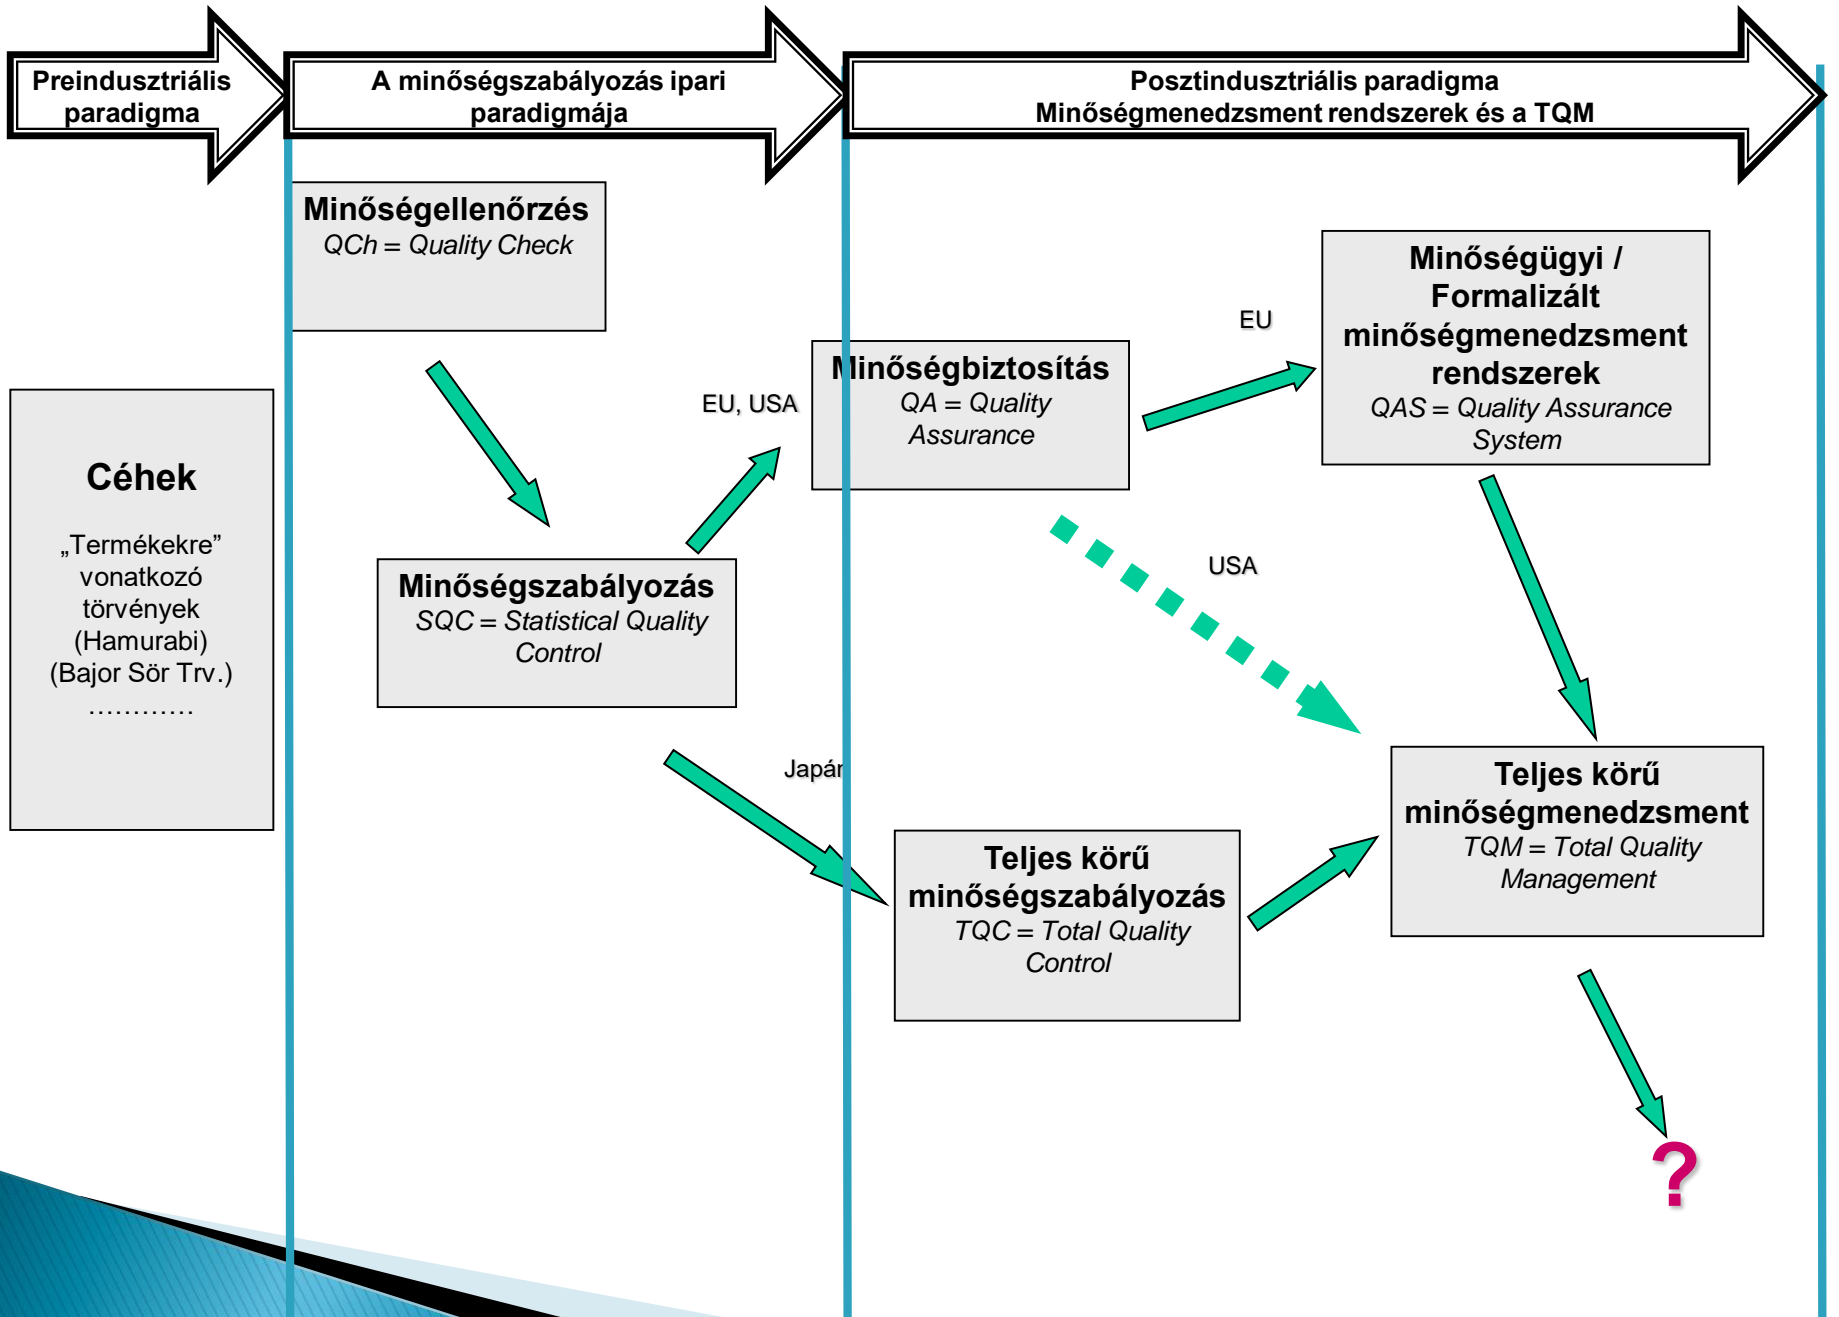 Preindusztriális
paradigma
A minőségszabályozás ipari
paradigmája
Posztindusztriális paradigma
Minőségmenedzsment rendszerek és a TQM
Minőségellenőrzés
QCh = Quality Check
Céhek
„Termékekre”
vonatkozó
törvények
(Hamurabi)
(Bajor Sör Trv.)
............
Minőségszabályozás
SQC = Statistical Quality
Control
EU, USA
Minőségbiztosítás
QA = Quality
Assurance
EU
Minőségügyi /
Formalizált
minőségmenedzsment
rendszerek
QAS = Quality Assurance
System
USA
Japán
Teljes körű
minőségszabályozás
TQC = Total Quality
Control
Teljes körű
minőségmenedzsment
TQM = Total Quality
Management
?